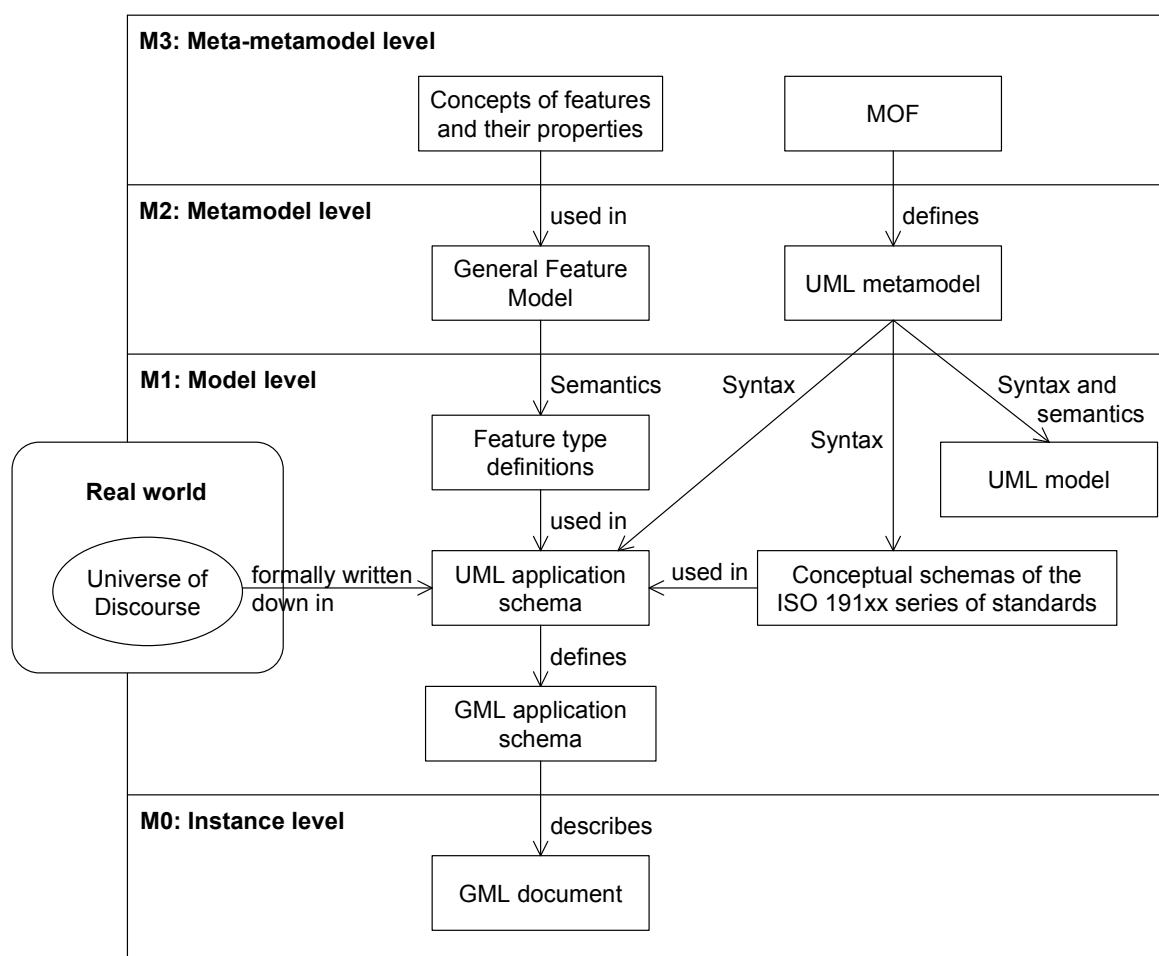 M3: Meta-metamodel level
Concepts of features
and their properties
MOF
M2: Metamodel level
used in
defines
General Feature
Model
UML metamodel
M1: Model level
Semantics
Syntax
Syntax and
semantics
Syntax
Feature type
definitions
UML model
Real world
used in
Universe of
Discourse
formally written
down in
UML application
schema
used in
Conceptual schemas of the
ISO 191xx series of standards
defines
GML application
schema
M0: Instance level
describes
GML document